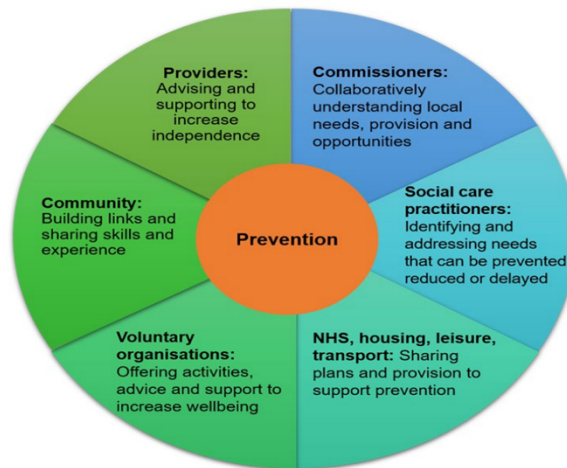 Providers:
Advising and
supporting to
increase
independence
Commissioners:
Collaboratively
understanding local
needs, provision and
opportunities
Community:
Building links and
sharing skills and
experience
Prevention
Social care
practitioners:
Identifying and
addressing needs
that can be prevented
reduced or delayed
Voluntary
organisations:
Offering activities,
advice and support to
increase wellbeing
NHS, housing, leisure,
transport: Sharing
plans and provision to
support prevention